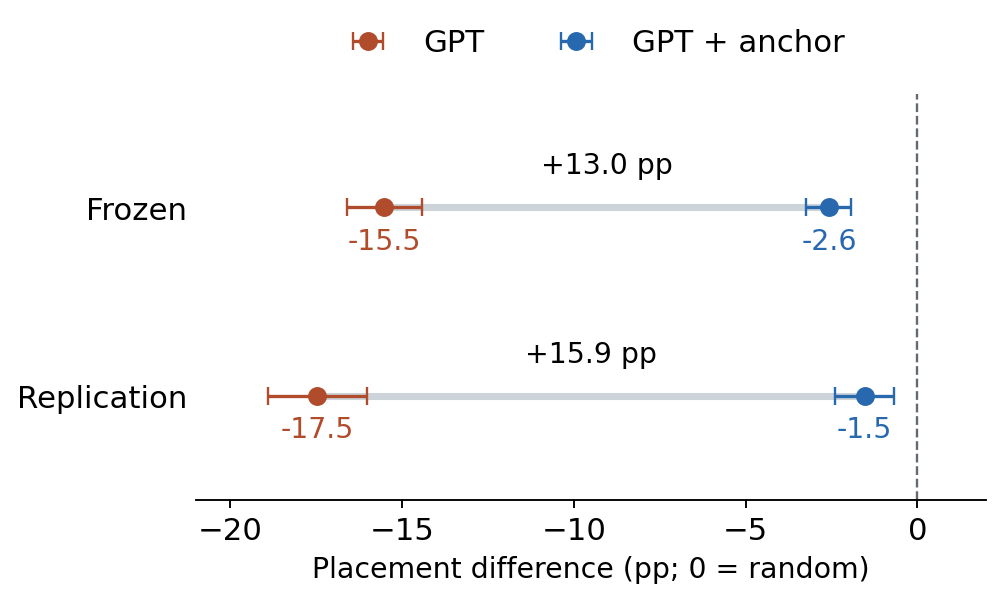 GPT GPT + anchor
+13.0 pp
Frozen
-15.5 -2.6
+15.9 pp
Replication
-17.5 -1.5
−20 −15 −10 −5 0
Placement difference (pp; 0 = random)